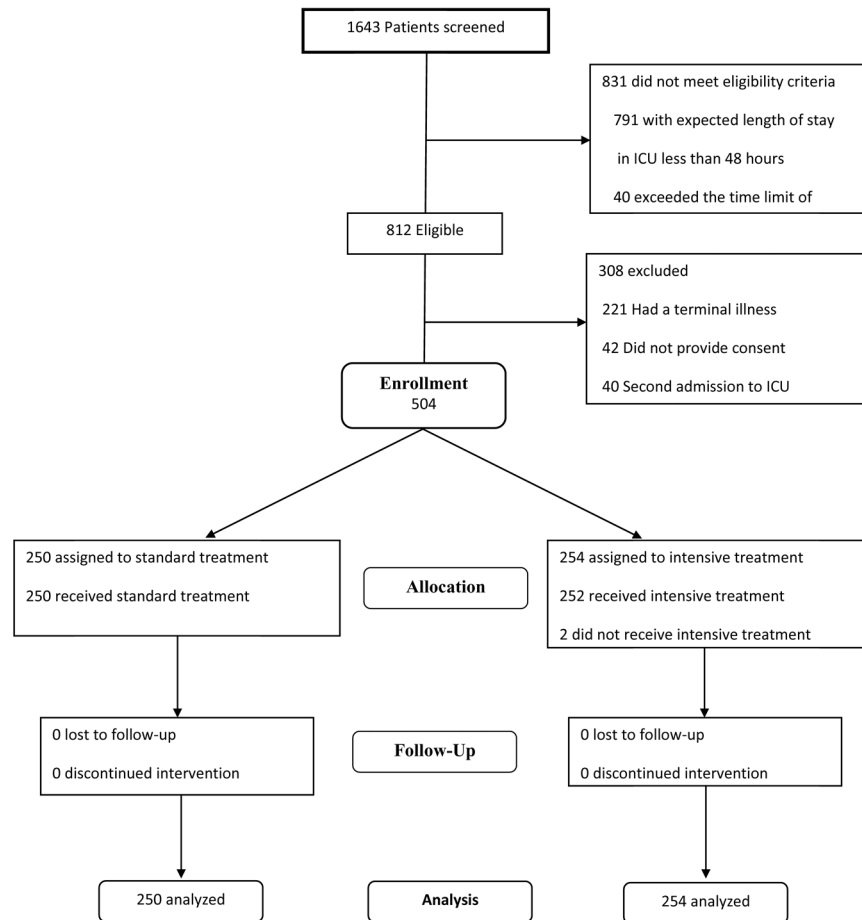 1643 Patients screened
831 did not meet eligibility criteria
791 with expected length of stay
in ICU less than 48 hours
40 exceeded the time limit of
812 Eligible
308 excluded
221 Had a terminal illness
42 Did not provide consent
40 Second admission to ICU
Enrollment
504
250 assigned to standard treatment
250 received standard treatment
Allocation
254 assigned to intensive treatment
252 received intensive treatment
2 did not receive intensive treatment
0 lost to follow-up
0 discontinued intervention
Follow-Up
0 lost to follow-up
0 discontinued intervention
250 analyzed
Analysis
254 analyzed